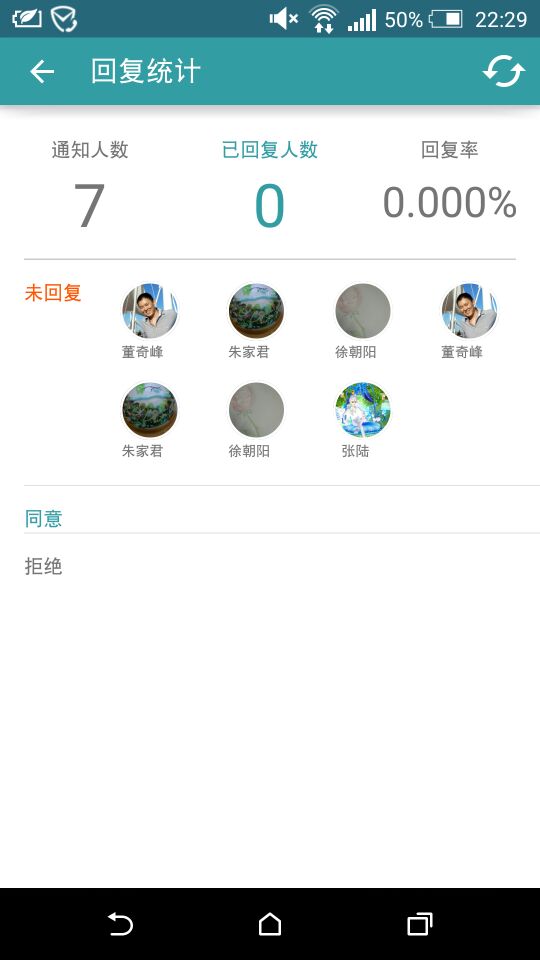 50% 22:29
回复统计
通知人数 已回复人数 回复率
7 0 0.000%
未回复
董奇峰 朱家君 徐朝阳 董奇峰
朱家君 徐朝阳 张陆
同意
拒绝